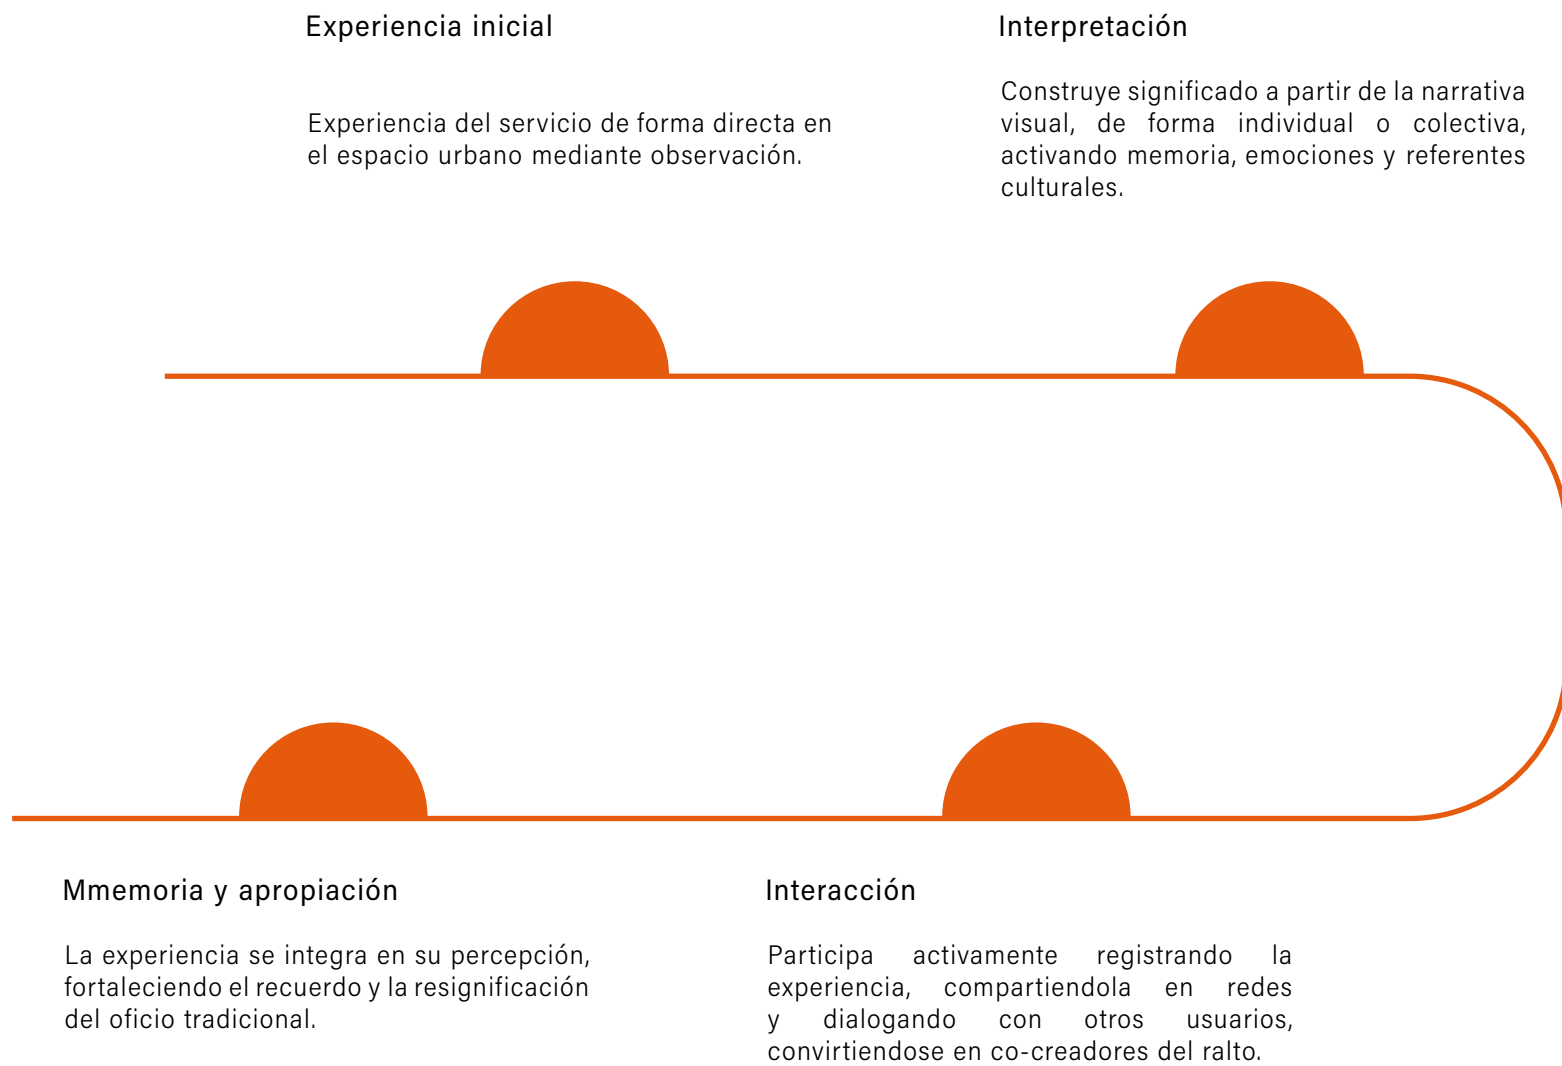 Experiencia inicial
Experiencia del servicio de forma directa en
el espacio urbano mediante observación.
Interpretación
Construye significado a partir de la narrativa
visual, de forma individual o colectiva,
activando memoria, emociones y referentes
culturales.
Mmemoria y apropiación
La experiencia se integra en su percepción,
fortaleciendo el recuerdo y la resignificación
del oficio tradicional.
Interacción
Participa activamente registrando la
experiencia, compartiendola en redes
y dialogando con otros usuarios,
convirtiendose en co-creadores del ralto.